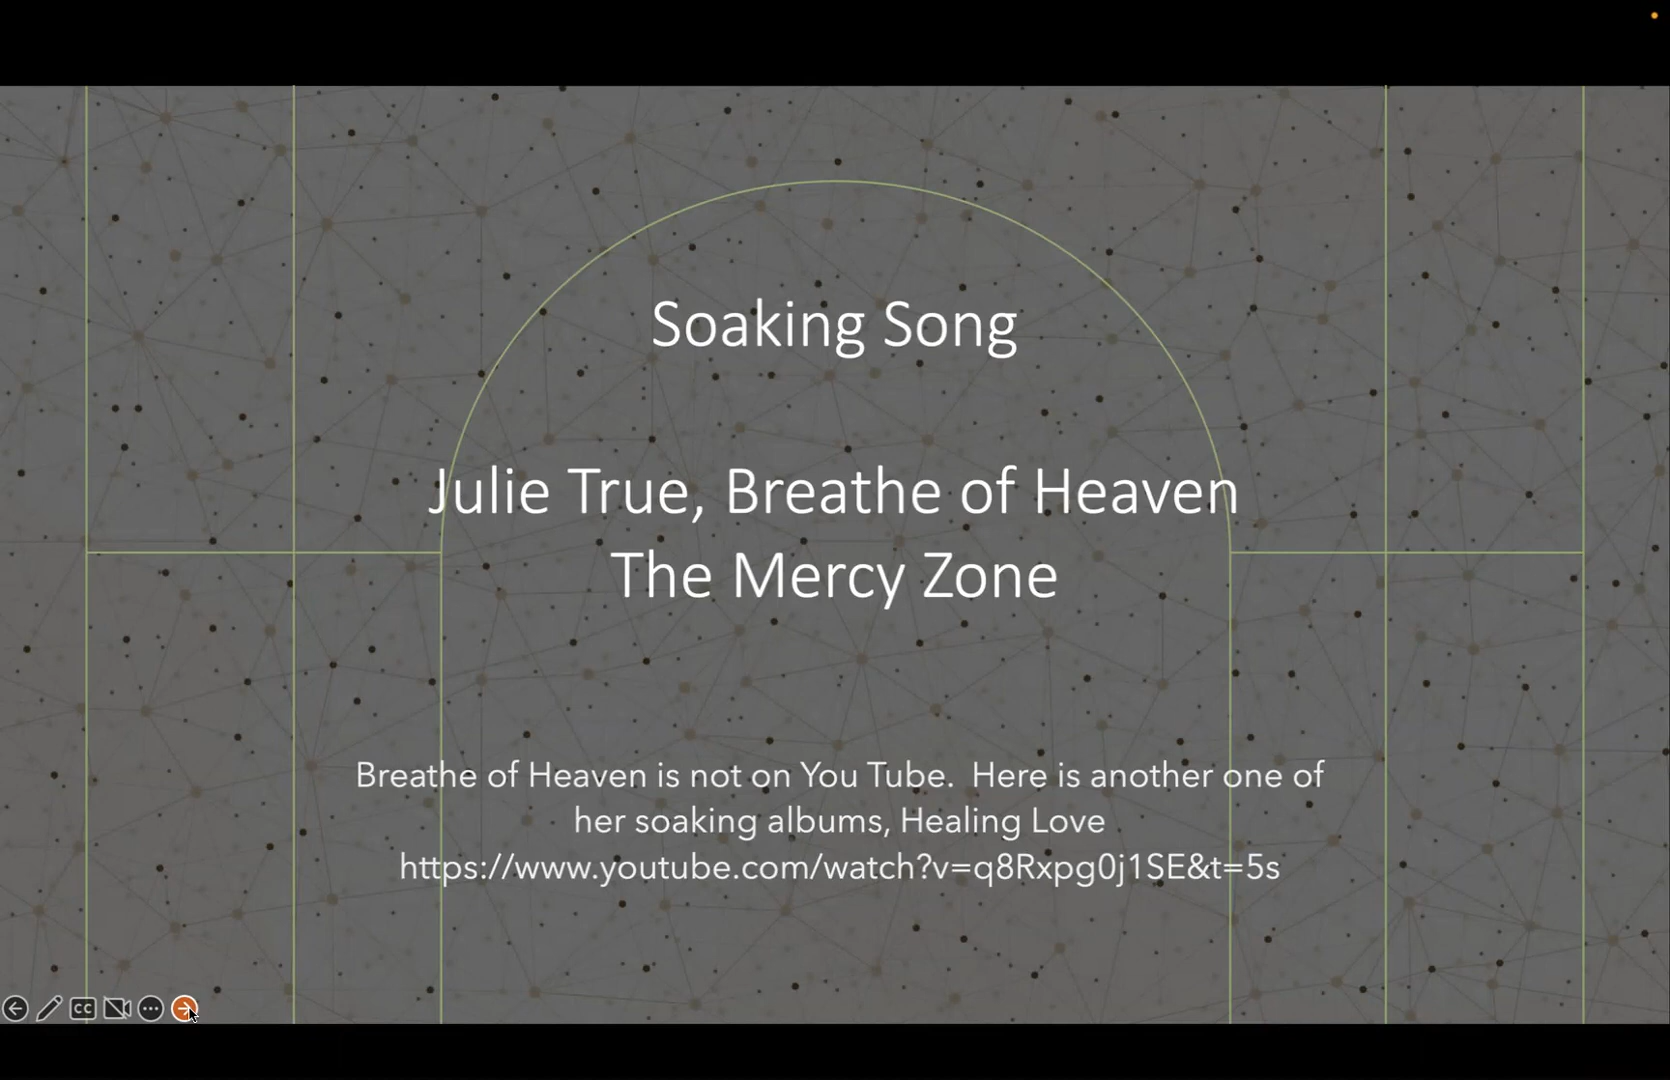 Soaking Song
Julie True, Breathe of Heaven
The Mercy Zone
Breathe of Heaven is not on You Tube.  Here is another one of
her soaking albums, Healing Love
https://www.youtube.com/watch?v=q8Rxpg0j1SE&t=5s
CC